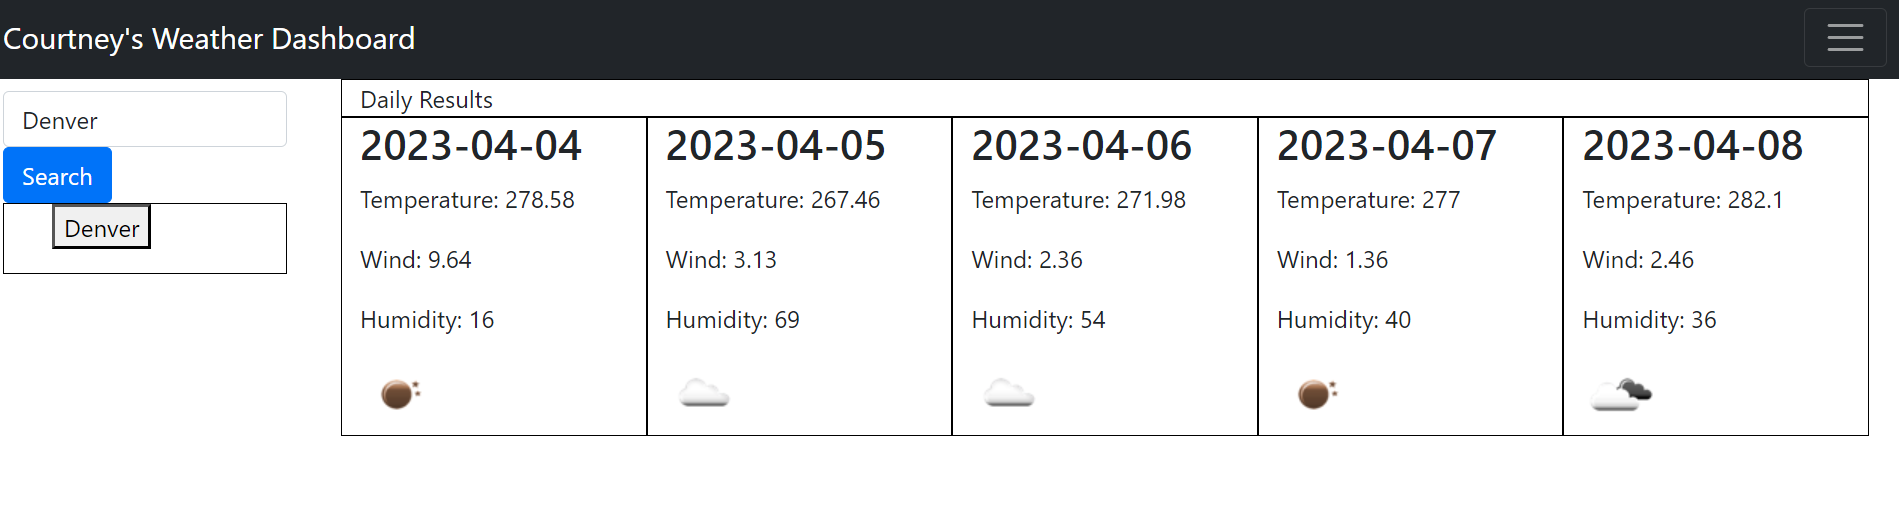 Courtney's Weather Dashboard
Denver
Search
Denver
Daily Results
2023-04-04
Temperature: 278.58
Wind: 9.64
Humidity: 16
2023-04-05
Temperature: 267.46
Wind: 3.13
Humidity: 69
2023-04-06
Temperature: 271.98
Wind: 2.36
Humidity: 54
2023-04-07
Temperature: 277
Wind: 1.36
Humidity: 40
2023-04-08
Temperature: 282.1
Wind: 2.46
Humidity: 36